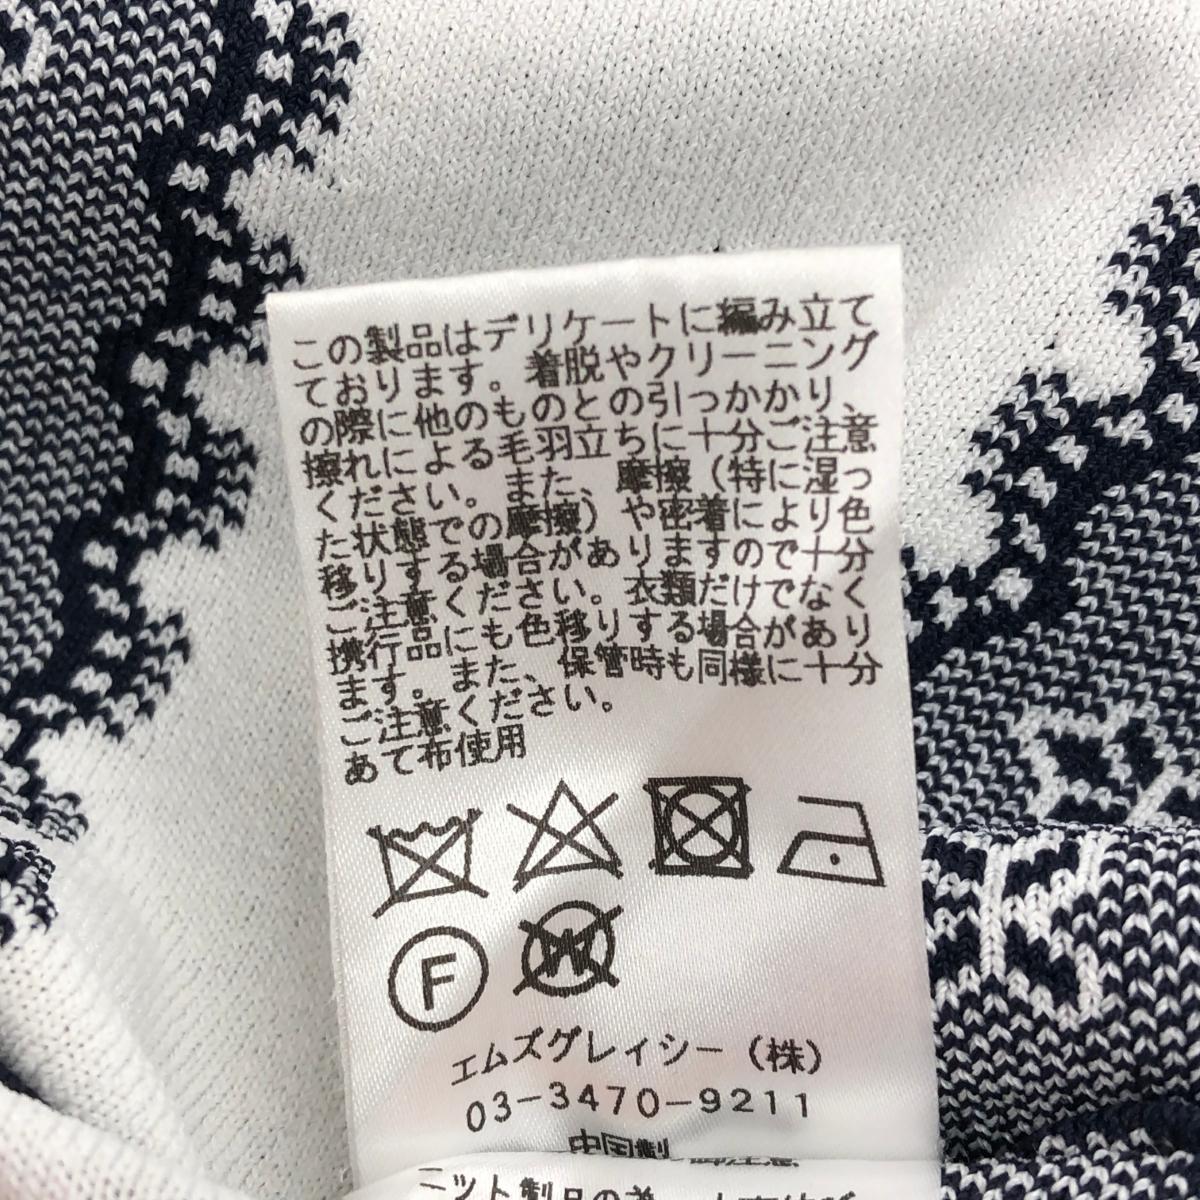 この製品はデリケートに編み立て
ております。着脱やクリーニング
の際に他のものとの引っかかり、
擦れによる毛羽立ちに十分ご注意
ください。また、摩擦（特に湿っ
た状態での摩擦）や密着により色
移りする場合がありますので十分
ご注意ください。衣類だけでなく
携行品にも色移りする場合があり
ます。また、保管時も同様に十分
ご注意ください。
あて布使用
F W
エムズグレイシー（株）
03-3470-9211
中国製
ニット製品の